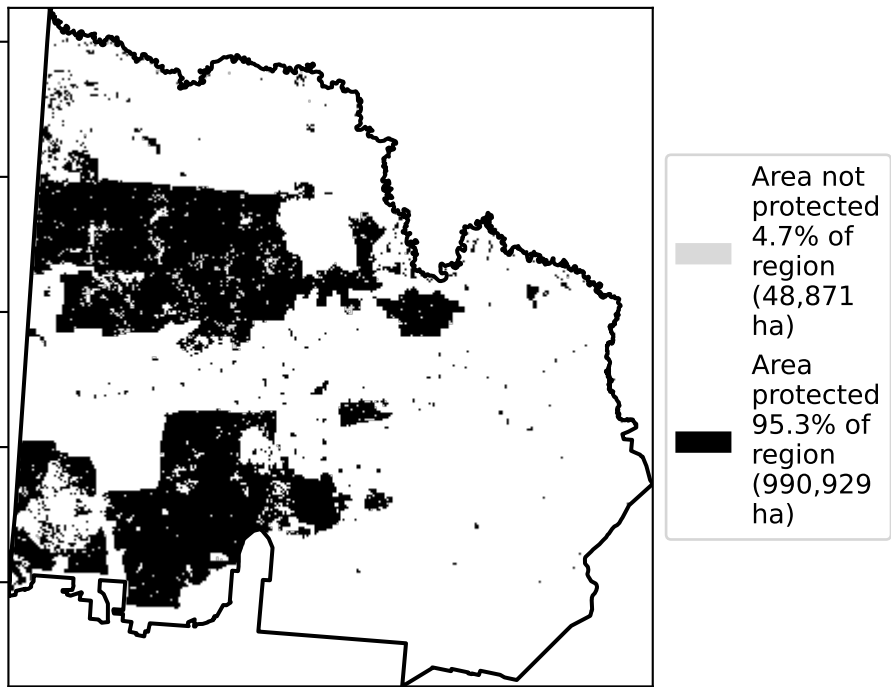 Area not
protected
4.7% of
region
(48,871
ha)
Area
protected
95.3% of
region
(990,929
ha)